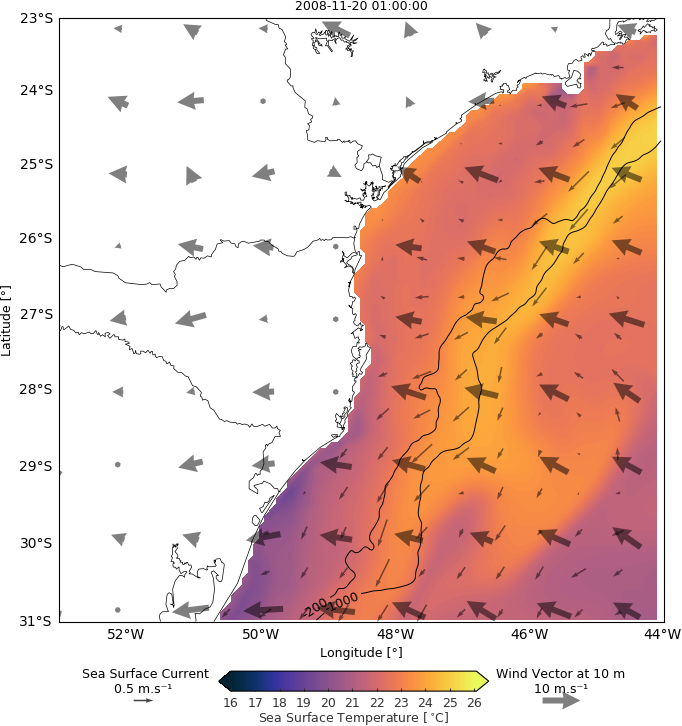 2008-11-20 01:00:00
23°S
24°S
25°S
26°S
27°S
28°S
29°S
30°S
31°S
Latitude [°]
-200
-1000
52°W 50°W 48°W 46°W 44°W
Longitude [°]
Sea Surface Current
0.5 m.s⁻¹
16 17 18 19 20 21 22 23 24 25 26
Sea Surface Temperature [°C]
Wind Vector at 10 m
10 m.s⁻¹